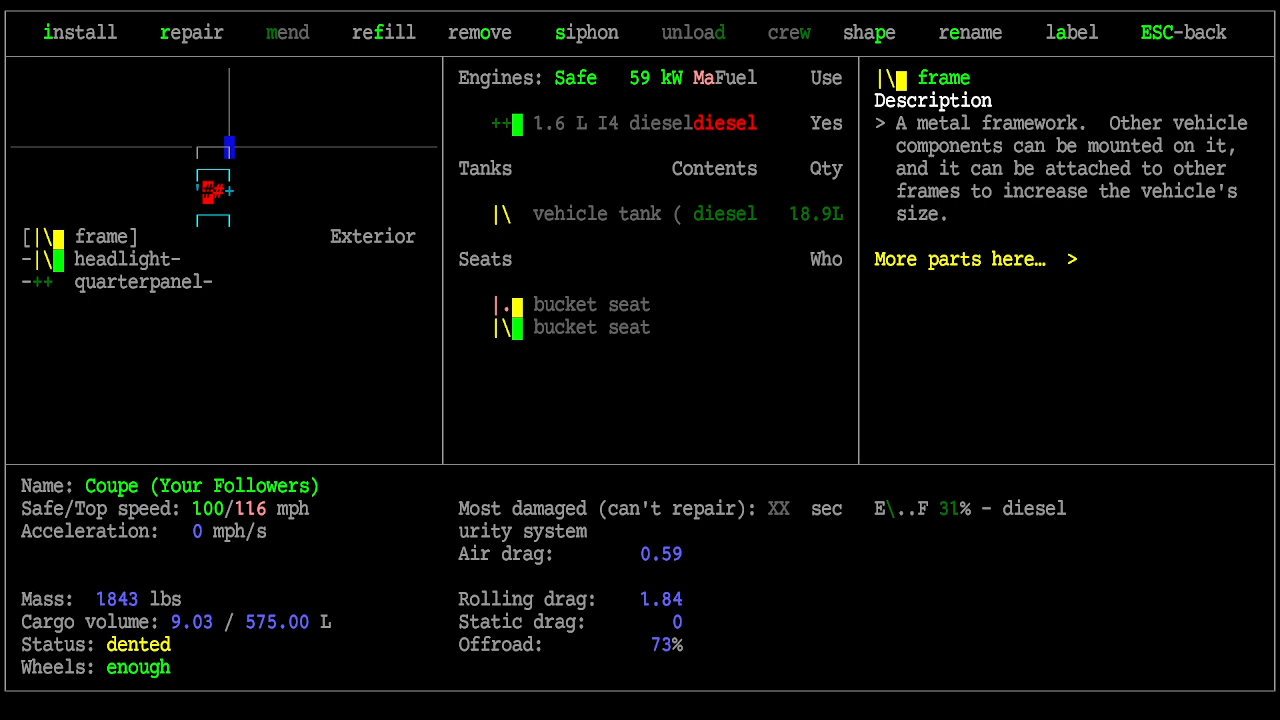 install repair mend refill remove siphon unload crew shape rename label ESC-back
Engines: Safe 59 kW MaFuel Use
++ 1.6 L I4 dieseldiesel Yes
Tanks Contents Qty
|\ vehicle tank ( diesel 18.9L
Seats Who
|. bucket seat
|\ bucket seat
[|\ frame] Exterior
-|\ headlight-
-++ quarterpanel-
|\ frame
Description
> A metal framework. Other vehicle
components can be mounted on it,
and it can be attached to other
frames to increase the vehicle's
size.
More parts here… >
Name: Coupe (Your Followers)
Safe/Top speed: 100/116 mph
Acceleration: 0 mph/s
Mass: 1843 lbs
Cargo volume: 9.03 / 575.00 L
Status: dented
Wheels: enough
Most damaged (can't repair): XX sec
urity system
Air drag: 0.59
Rolling drag: 1.84
Static drag: 0
Offroad: 73%
E\..F 31% - diesel